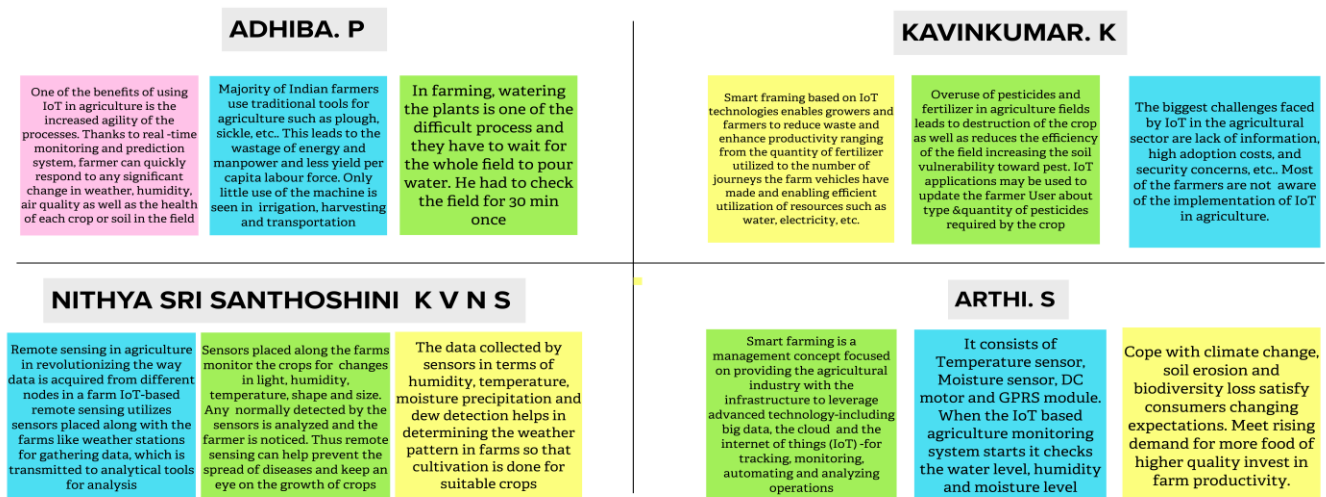 ADHIBA. P
One of the benefits of using
IoT in agriculture is the
increased agility of the
processes. Thanks to real -time
monitoring and prediction
system, farmer can quickly
respond to any significant
change in weather, humidity,
air quality as well as the health
of each crop or soil in the field
Majority of Indian farmers
use traditional tools for
agriculture such as plough,
sickle, etc.. This leads to the
wastage of energy and
manpower and less yield per
capita labour force. Only
little use of the machine is
seen in irrigation, harvesting
and transportation
In farming, watering
the plants is one of the
difficult process and
they have to wait for
the whole field to pour
water. He had to check
the field for 30 min
once
KAVINKUMAR. K
Smart framing based on IoT
technologies enables growers and
farmers to reduce waste and
enhance productivity ranging
from the quantity of fertilizer
utilized to the number of
journeys the farm vehicles have
made and enabling efficient
utilization of resources such as
water, electricity, etc.
Overuse of pesticides and
fertilizer in agriculture fields
leads to destruction of the crop
as well as reduces the efficiency
of the field increasing the soil
vulnerability toward pest. IoT
applications may be used to
update the farmer User about
type &quantity of pesticides
required by the crop
The biggest challenges faced
by IoT in the agricultural
sector are lack of information,
high adoption costs, and
security concerns, etc.. Most
of the farmers are not aware
of the implementation of IoT
in agriculture.
NITHYA SRI SANTHOSHINI K V N S
Remote sensing in agriculture
in revolutionizing the way
data is acquired from different
nodes in a farm IoT-based
remote sensing utilizes
sensors placed along with the
farms like weather stations
for gathering data, which is
transmitted to analytical tools
for analysis
Sensors placed along the farms
monitor the crops for changes
in light, humidity,
temperature, shape and size.
Any normally detected by the
sensors is analyzed and the
farmer is noticed. Thus remote
sensing can help prevent the
spread of diseases and keep an
eye on the growth of crops
The data collected by
sensors in terms of
humidity, temperature,
moisture precipitation and
dew detection helps in
determining the weather
pattern in farms so that
cultivation is done for
suitable crops
ARTHI. S
Smart farming is a
management concept focused
on providing the agricultural
industry with the
infrastructure to leverage
advanced technology-including
big data, the cloud and the
internet of things (IoT) -for
tracking, monitoring,
automating and analyzing
operations
It consists of
Temperature sensor,
Moisture sensor, DC
motor and GPRS module.
When the IoT based
agriculture monitoring
system starts it checks
the water level, humidity
and moisture level
Cope with climate change,
soil erosion and
biodiversity loss satisfy
consumers changing
expectations. Meet rising
demand for more food of
higher quality invest in
farm productivity.